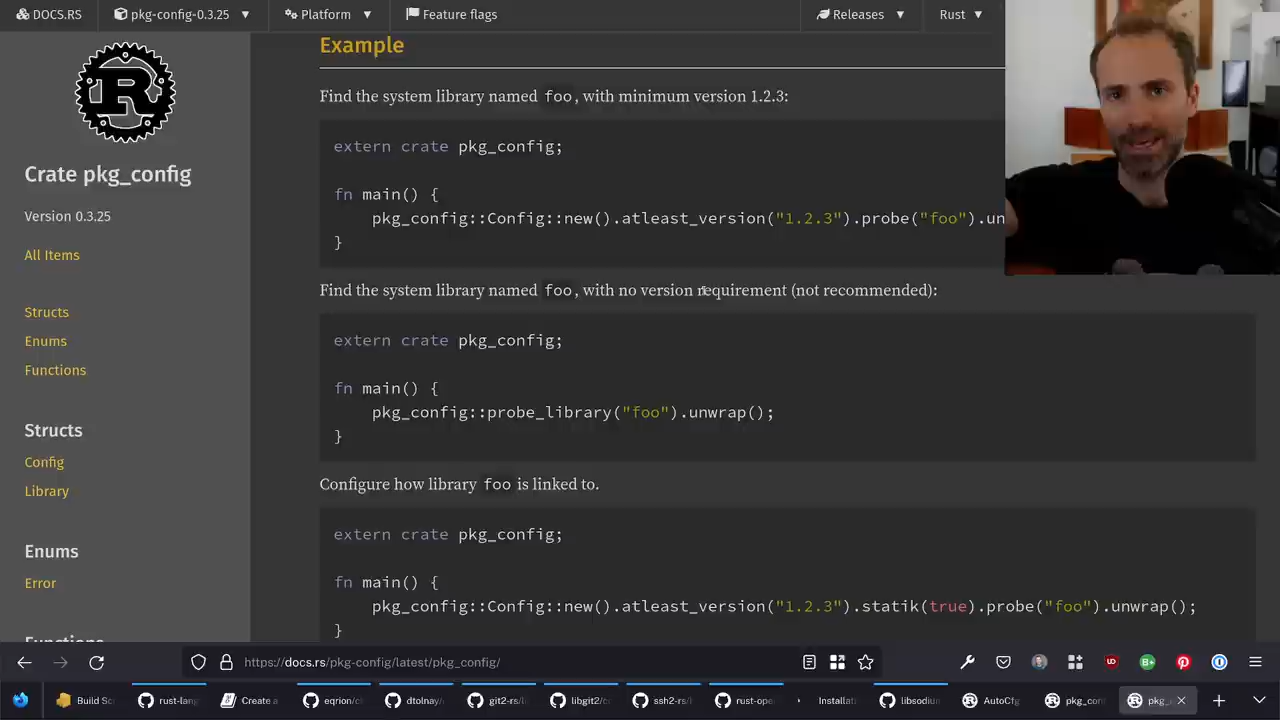 DOCS.RS
pkg-config-0.3.25
Platform
Feature flags
Releases
Rust
Crate pkg_config
Version 0.3.25
All Items
Structs
Enums
Functions
Structs
Config
Library
Enums
Error
Functions
Example
Find the system library named foo, with minimum version 1.2.3:
extern crate pkg_config;
fn main() {
pkg_config::Config::new().atleast_version("1.2.3").probe("foo").un
}
Find the system library named foo, with no version requirement (not recommended):
extern crate pkg_config;
fn main() {
pkg_config::probe_library("foo").unwrap();
}
Configure how library foo is linked to.
extern crate pkg_config;
fn main() {
pkg_config::Config::new().atleast_version("1.2.3").statik(true).probe("foo").unwrap();
}
https://docs.rs/pkg-config/latest/pkg_config/
Build Sc
rust-lang
Create a
eqrion/c
dtolnay/
git2-rs/l
libgit2/c
ssh2-rs/l
rust-ope
Installat
libsodiu
AutoCfg
pkg_con
pkg_